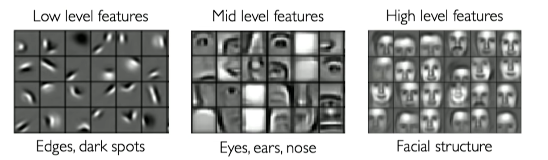 Low level features
Mid level features
High level features
Edges, dark spots
Eyes, ears, nose
Facial structure